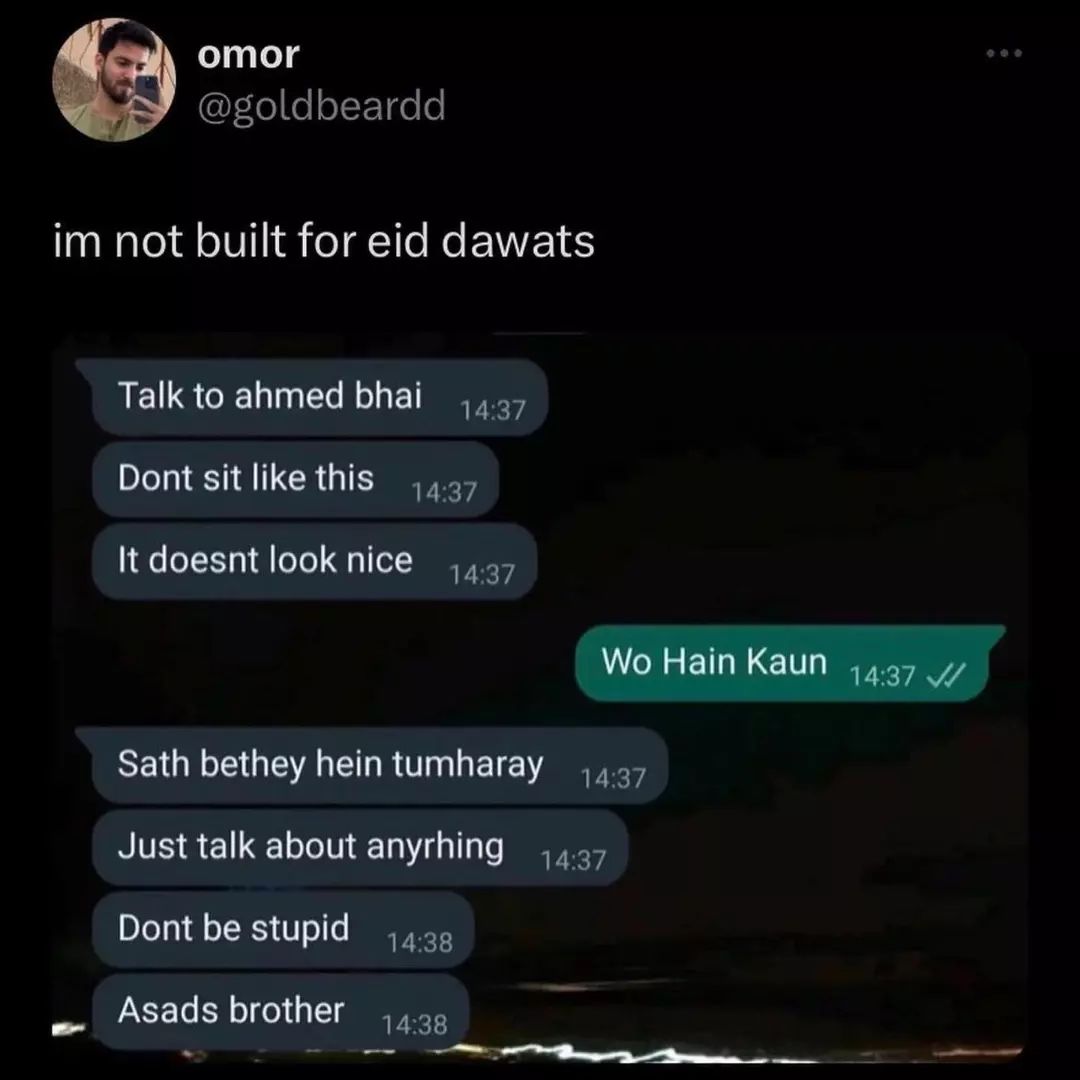 omor
@goldbeardd
im not built for eid dawats
Talk to ahmed bhai 14:37
Dont sit like this 14:37
It doesnt look nice 14:37
Wo Hain Kaun 14:37
Sath bethey hein tumharay 14:37
Just talk about anyrhing 14:37
Dont be stupid 14:38
Asads brother 14:38